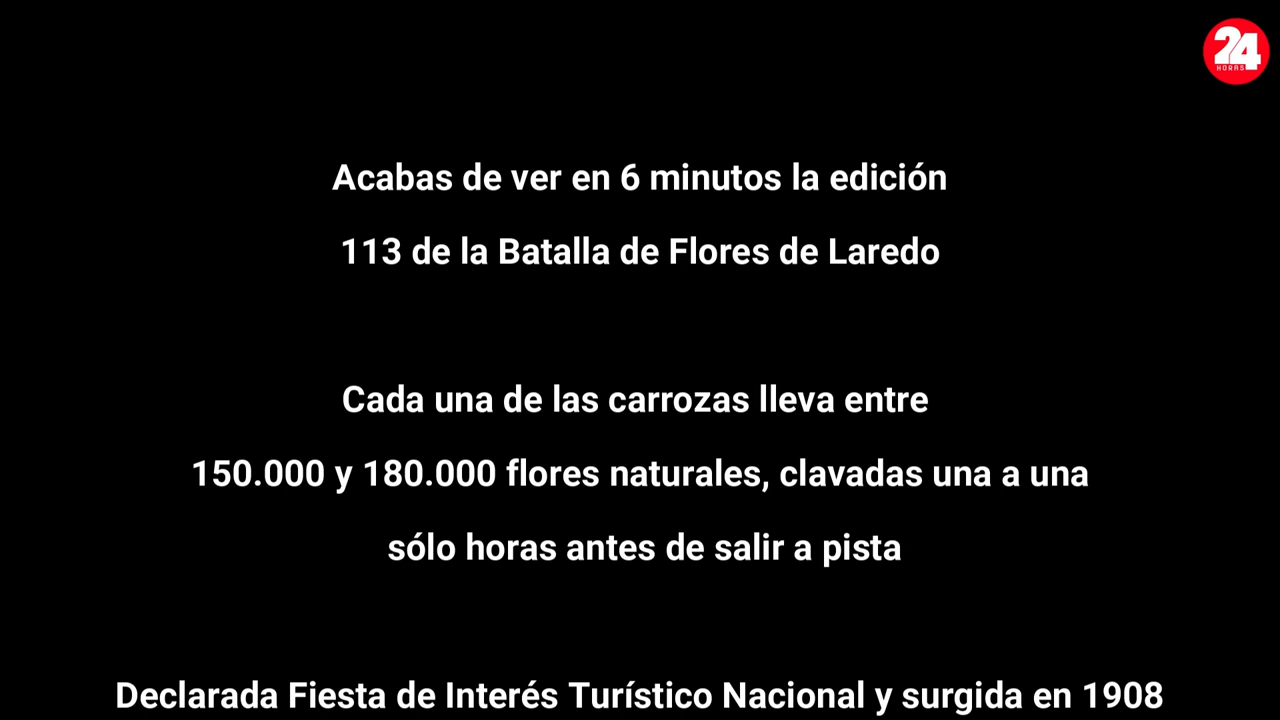 24
HORAS
Acabas de ver en 6 minutos la edición
113 de la Batalla de Flores de Laredo
Cada una de las carrozas lleva entre
150.000 y 180.000 flores naturales, clavadas una a una
sólo horas antes de salir a pista
Declarada Fiesta de Interés Turístico Nacional y surgida en 1908